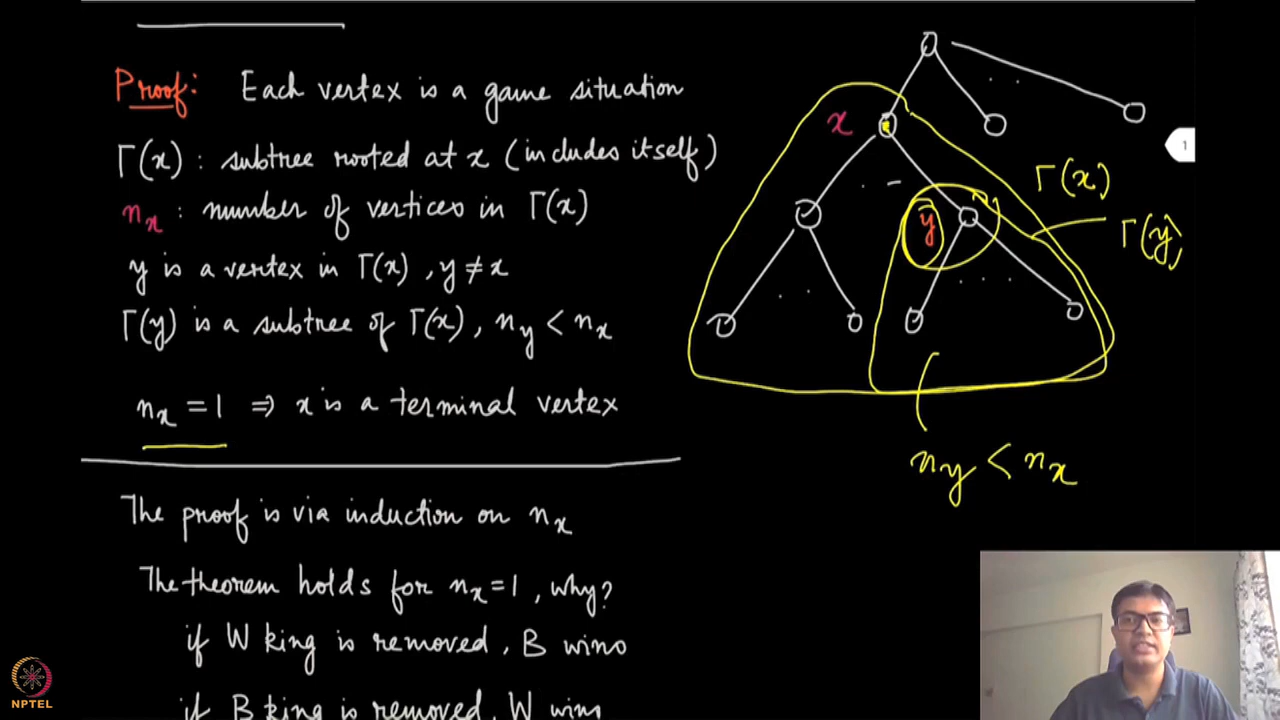 Proof: Each vertex is a game situation
Γ(x) : subtree rooted at x (includes itself)
n_x : number of vertices in Γ(x)
y is a vertex in Γ(x), y ≠ x
Γ(y) is a subtree of Γ(x), n_y < n_x
n_x = 1 ⇒ x is a terminal vertex
The proof is via induction on n_x
The theorem holds for n_x = 1, why?
if W king is removed, B wins
if B king is removed, W wins
x
y
Γ(x)
Γ(y)
n_y < n_x
1
NPTEL